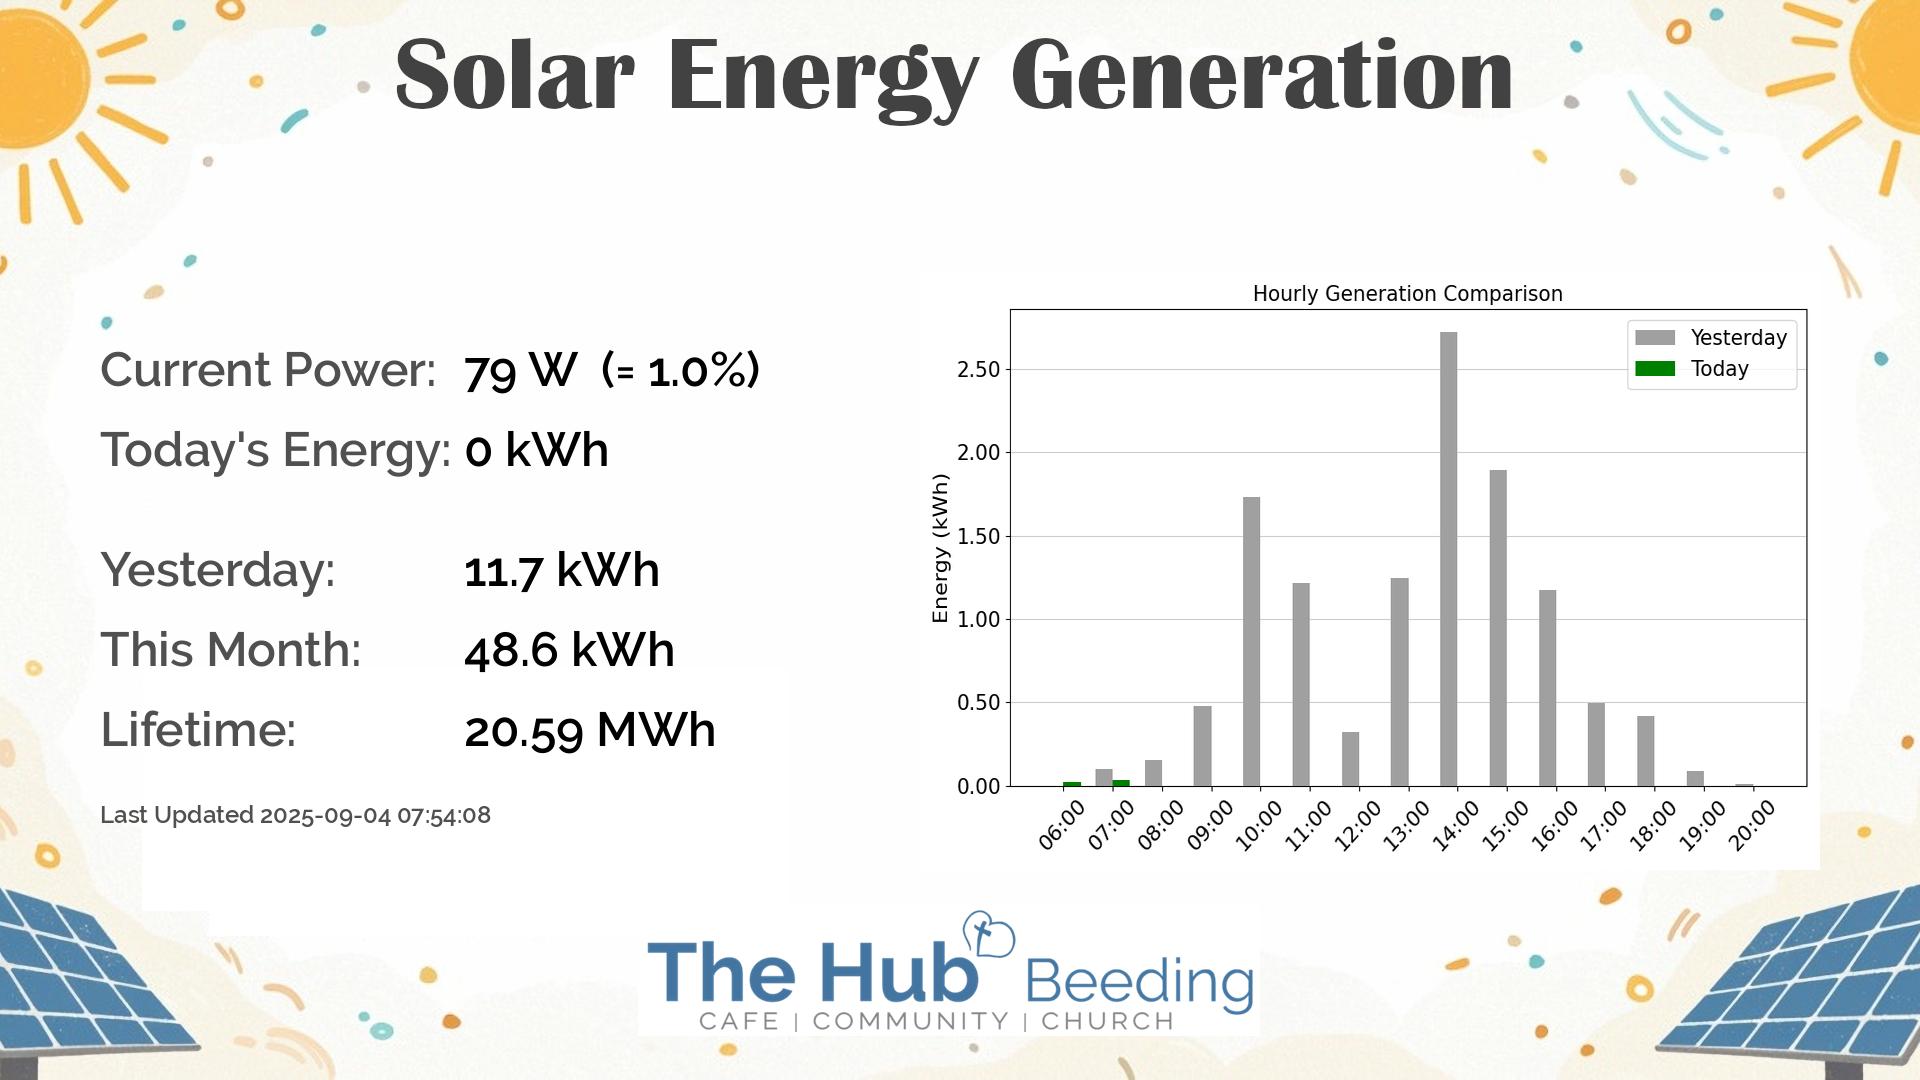 Solar Energy Generation
Current Power: 79 W (= 1.0%)
Today's Energy: 0 kWh
Yesterday: 11.7 kWh
This Month: 48.6 kWh
Lifetime: 20.59 MWh
Last Updated 2025-09-04 07:54:08
Hourly Generation Comparison
Yesterday
Today
Energy (kWh)
2.50
2.00
1.50
1.00
0.50
0.00
06:00 07:00 08:00 09:00 10:00 11:00 12:00 13:00 14:00 15:00 16:00 17:00 18:00 19:00 20:00
The Hub Beeding
CAFE | COMMUNITY | CHURCH